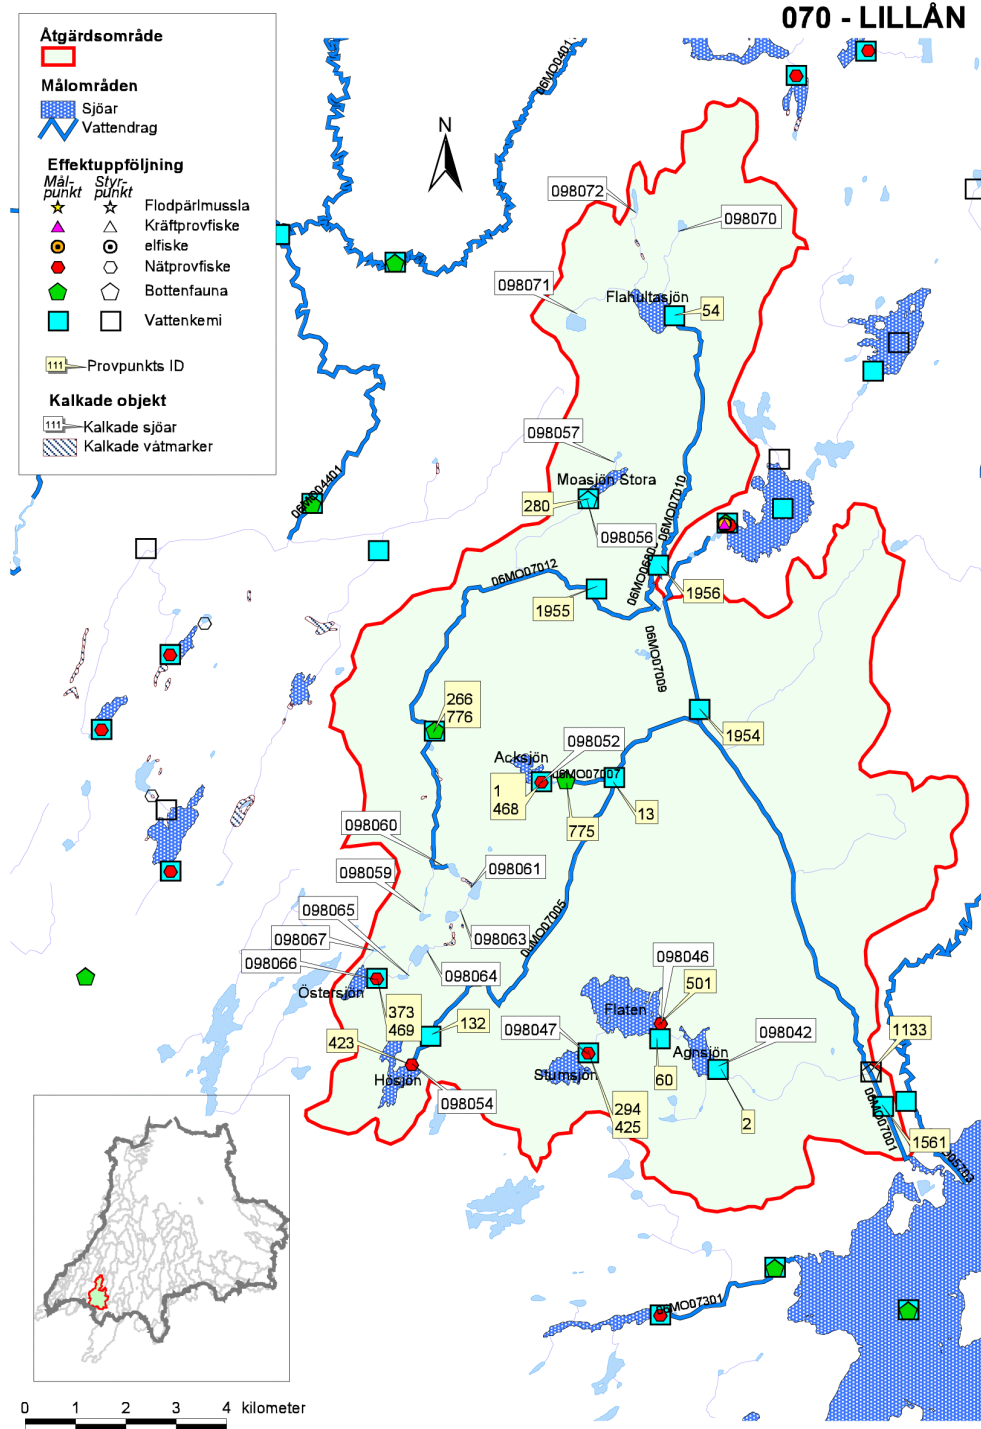 070 - LILLÅN
Åtgärdsområde
Målområden
Sjöar
Vattendrag
Effektuppföljning
Mål-punkt Styr-punkt
Flodpärlmussla
Kräftprovfiske
elfiske
Nätprovfiske
Bottenfauna
Vattenkemi
111 Provpunkts ID
Kalkade objekt
111 Kalkade sjöar
Kalkade våtmarker
N
06MO0401
098072
098070
098071
Flahultasjön
54
098057
Moasjön Stora
280
098056
06MO04401
06MO07010
06MO07012
1955
1956
06MO07009
266
776
1954
098052
Acksjön
06MO07007
1
468
775
13
098060
098059
098061
098065
098067
098063
098066
098064
06MO07005
Östersjön
373
469
132
423
Hösjön
098054
098046
501
Flaten
098047
Stumsjön
Agnsjön
098042
60
294
425
2
1133
06MO07001
1561
06MO07301
0 1 2 3 4 kilometer